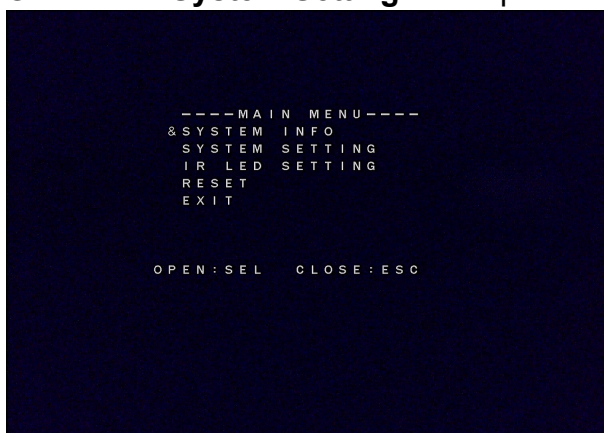 System Setting
----MAIN MENU----
&SYSTEM INFO
SYSTEM SETTING
IR LED SETTING
RESET
EXIT
OPEN:SEL CLOSE:ESC